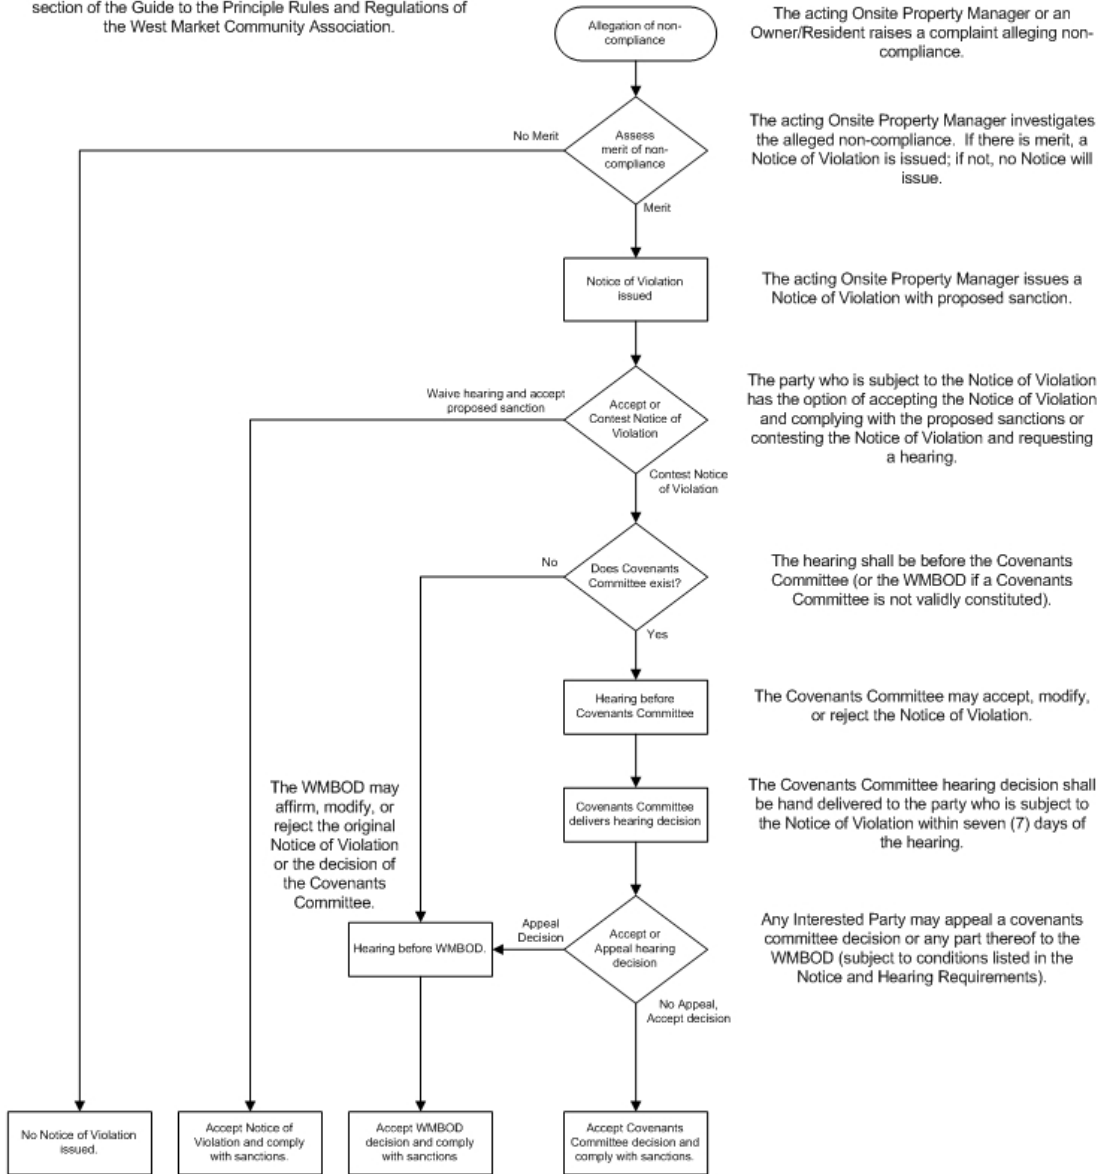 section of the Guide to the Principle Rules and Regulations of
the West Market Community Association.
Allegation of non-
compliance
The acting Onsite Property Manager or an
Owner/Resident raises a complaint alleging non-
compliance.
No Merit
Assess
merit of non-
compliance
The acting Onsite Property Manager investigates
the alleged non-compliance. If there is merit, a
Notice of Violation is issued; if not, no Notice will
issue.
Merit
Notice of Violation
issued
The acting Onsite Property Manager issues a
Notice of Violation with proposed sanction.
Waive hearing and accept
proposed sanction
Accept or
Contest Notice of
Violation
The party who is subject to the Notice of Violation
has the option of accepting the Notice of Violation
and complying with the proposed sanctions or
contesting the Notice of Violation and requesting
a hearing.
Contest Notice
of Violation
No
Does Covenants
Committee exist?
The hearing shall be before the Covenants
Committee (or the WMBOD if a Covenants
Committee is not validly constituted).
Yes
Hearing before
Covenants Committee
The Covenants Committee may accept, modify,
or reject the Notice of Violation.
The WMBOD may
affirm, modify, or
reject the original
Notice of Violation
or the decision of
the Covenants
Committee.
Covenants Committee
delivers hearing decision
The Covenants Committee hearing decision shall
be hand delivered to the party who is subject to
the Notice of Violation within seven (7) days of
the hearing.
Hearing before WMBOD.
Appeal
Decision
Accept or
Appeal hearing
decision
Any Interested Party may appeal a covenants
committee decision or any part thereof to the
WMBOD (subject to conditions listed in the
Notice and Hearing Requirements).
No Appeal,
Accept decision
No Notice of Violation
issued.
Accept Notice of
Violation and comply
with sanctions.
Accept WMBOD
decision and comply
with sanctions
Accept Covenants
Committee decision and
comply with sanctions.